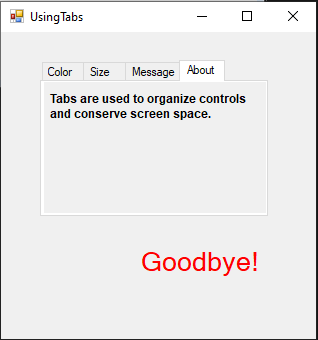 UsingTabs
Color Size Message About
Tabs are used to organize controls
and conserve screen space.
Goodbye!